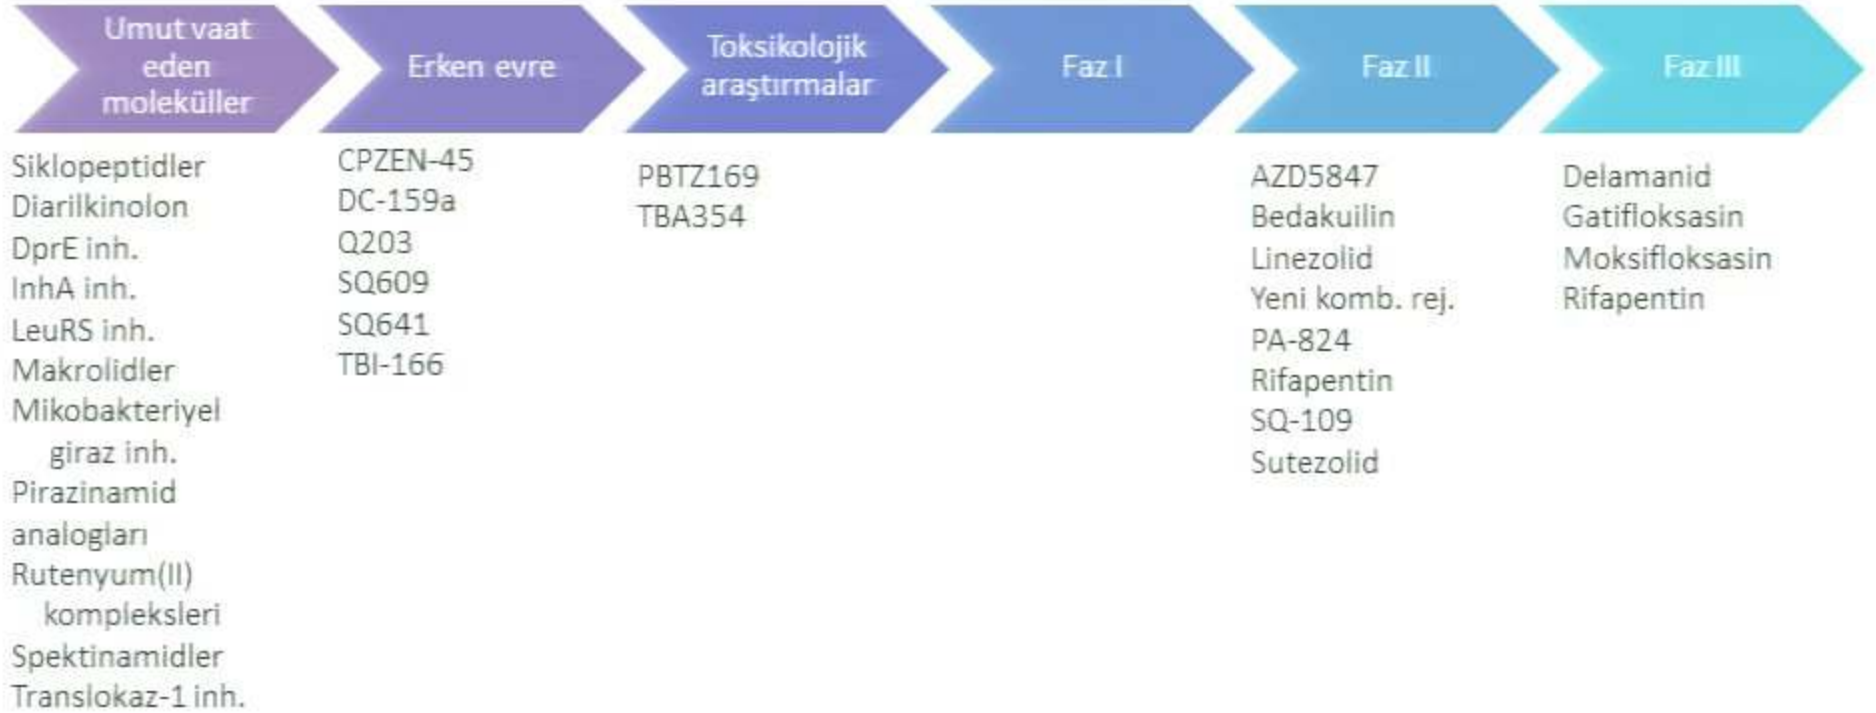 Umut vaat
eden
moleküller
Erken evre
Toksikolojik
araştırmalar
Faz I
Faz II
Faz III
Siklopeptidler
Diarilkinolon
DprE inh.
InhA inh.
LeuRS inh.
Makrolidler
Mikobakteriyel
giraz inh.
Pirazinamid
analogları
Rutenyum(II)
kompleksleri
Spektinamidler
Translokaz-1 inh.
CPZEN-45
DC-159a
Q203
SQ609
SQ641
TBI-166
PBTZ169
TBA354
AZD5847
Bedakuilin
Linezolid
Yeni komb. rej.
PA-824
Rifapentin
SQ-109
Sutezolid
Delamanid
Gatifloksasin
Moksifloksasin
Rifapentin